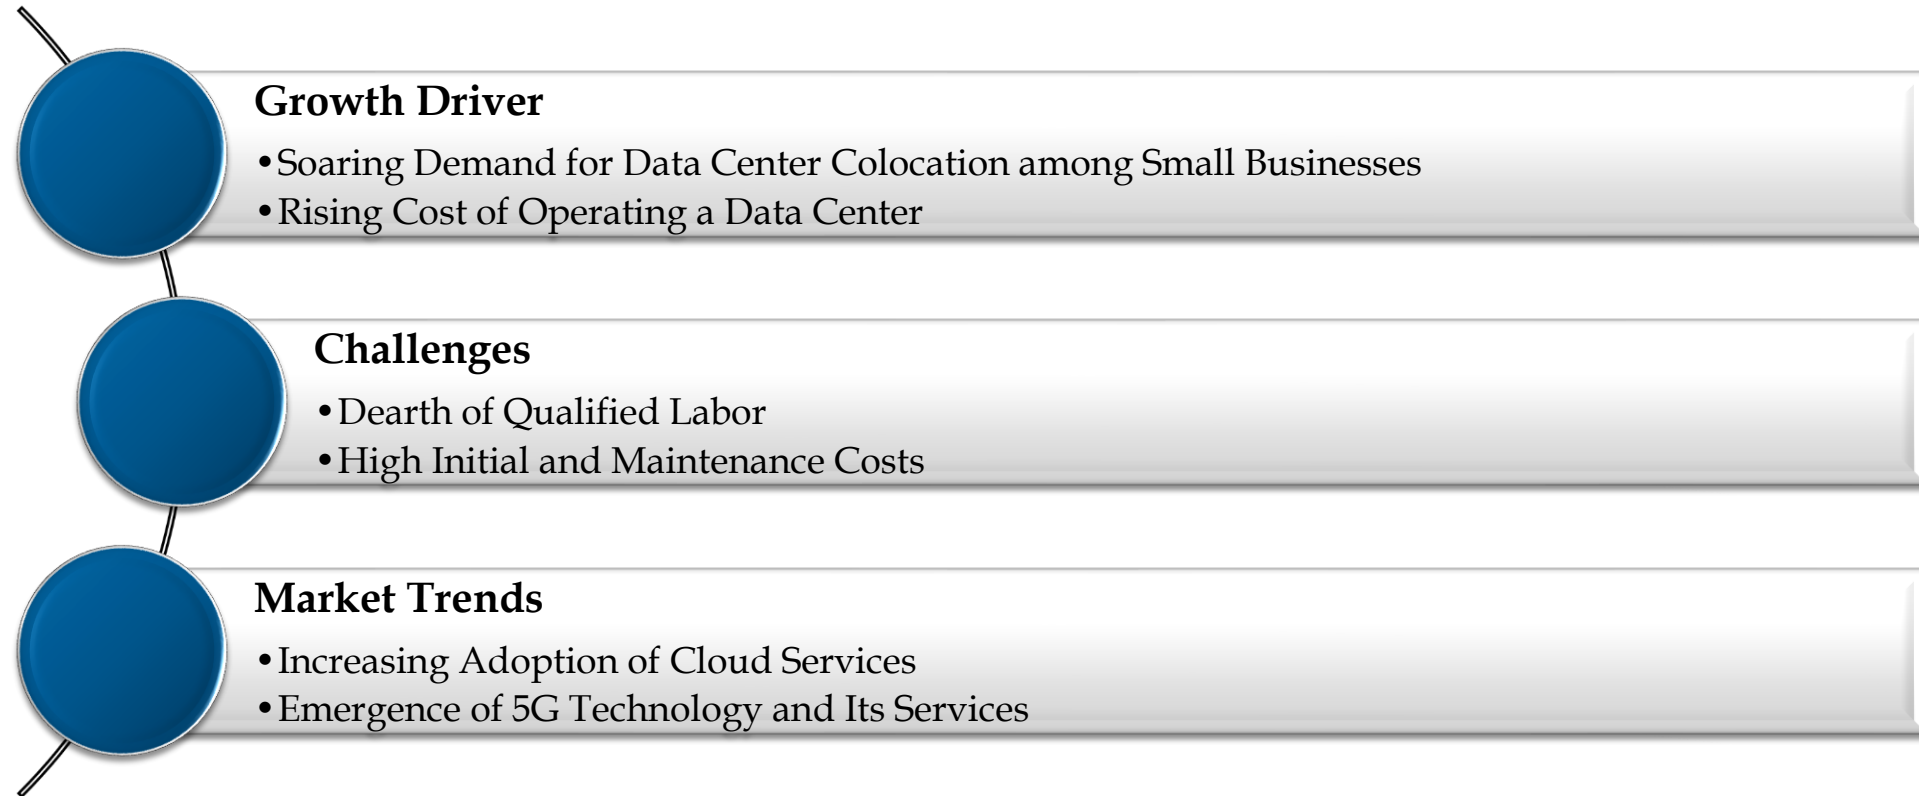 Growth Driver
•Soaring Demand for Data Center Colocation among Small Businesses
•Rising Cost of Operating a Data Center
Challenges
•Dearth of Qualified Labor
•High Initial and Maintenance Costs
Market Trends
•Increasing Adoption of Cloud Services
•Emergence of 5G Technology and Its Services